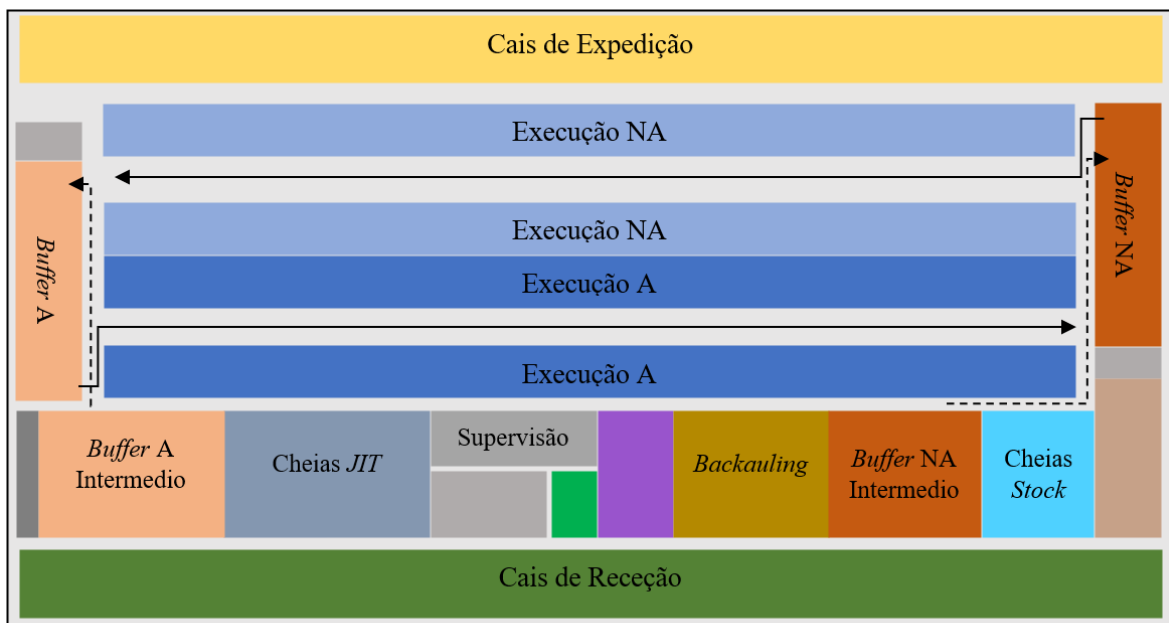 Cais de Expedição
Execução NA
Buffer NA
Buffer A
Execução NA
Execução A
Execução A
Buffer A
Intermedio
Cheias JIT
Supervisão
Backauling
Buffer NA
Intermedio
Cheias
Stock
Cais de Receção